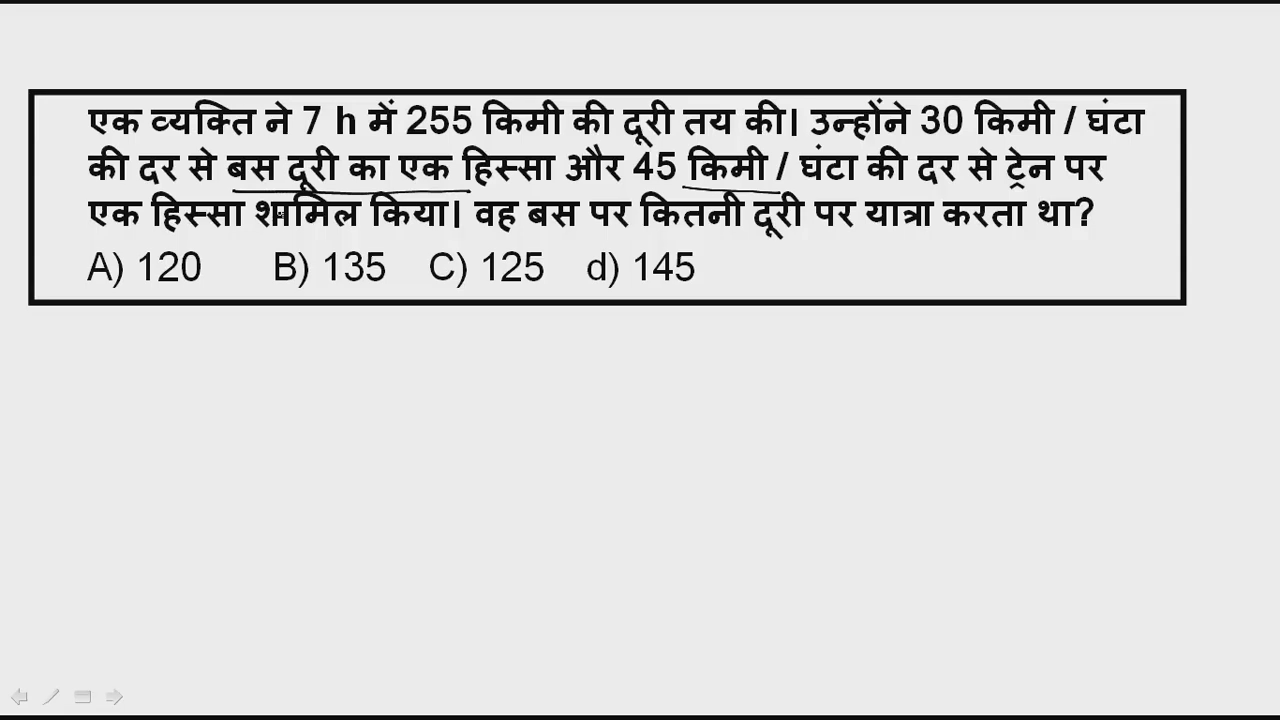 एक व्यक्ति ने 7 h में 255 किमी की दूरी तय की। उन्होंने 30 किमी / घंटा
की दर से बस दूरी का एक हिस्सा और 45 किमी / घंटा की दर से ट्रेन पर
एक हिस्सा शामिल किया। वह बस पर कितनी दूरी पर यात्रा करता था?
A) 120 B) 135 C) 125 d) 145